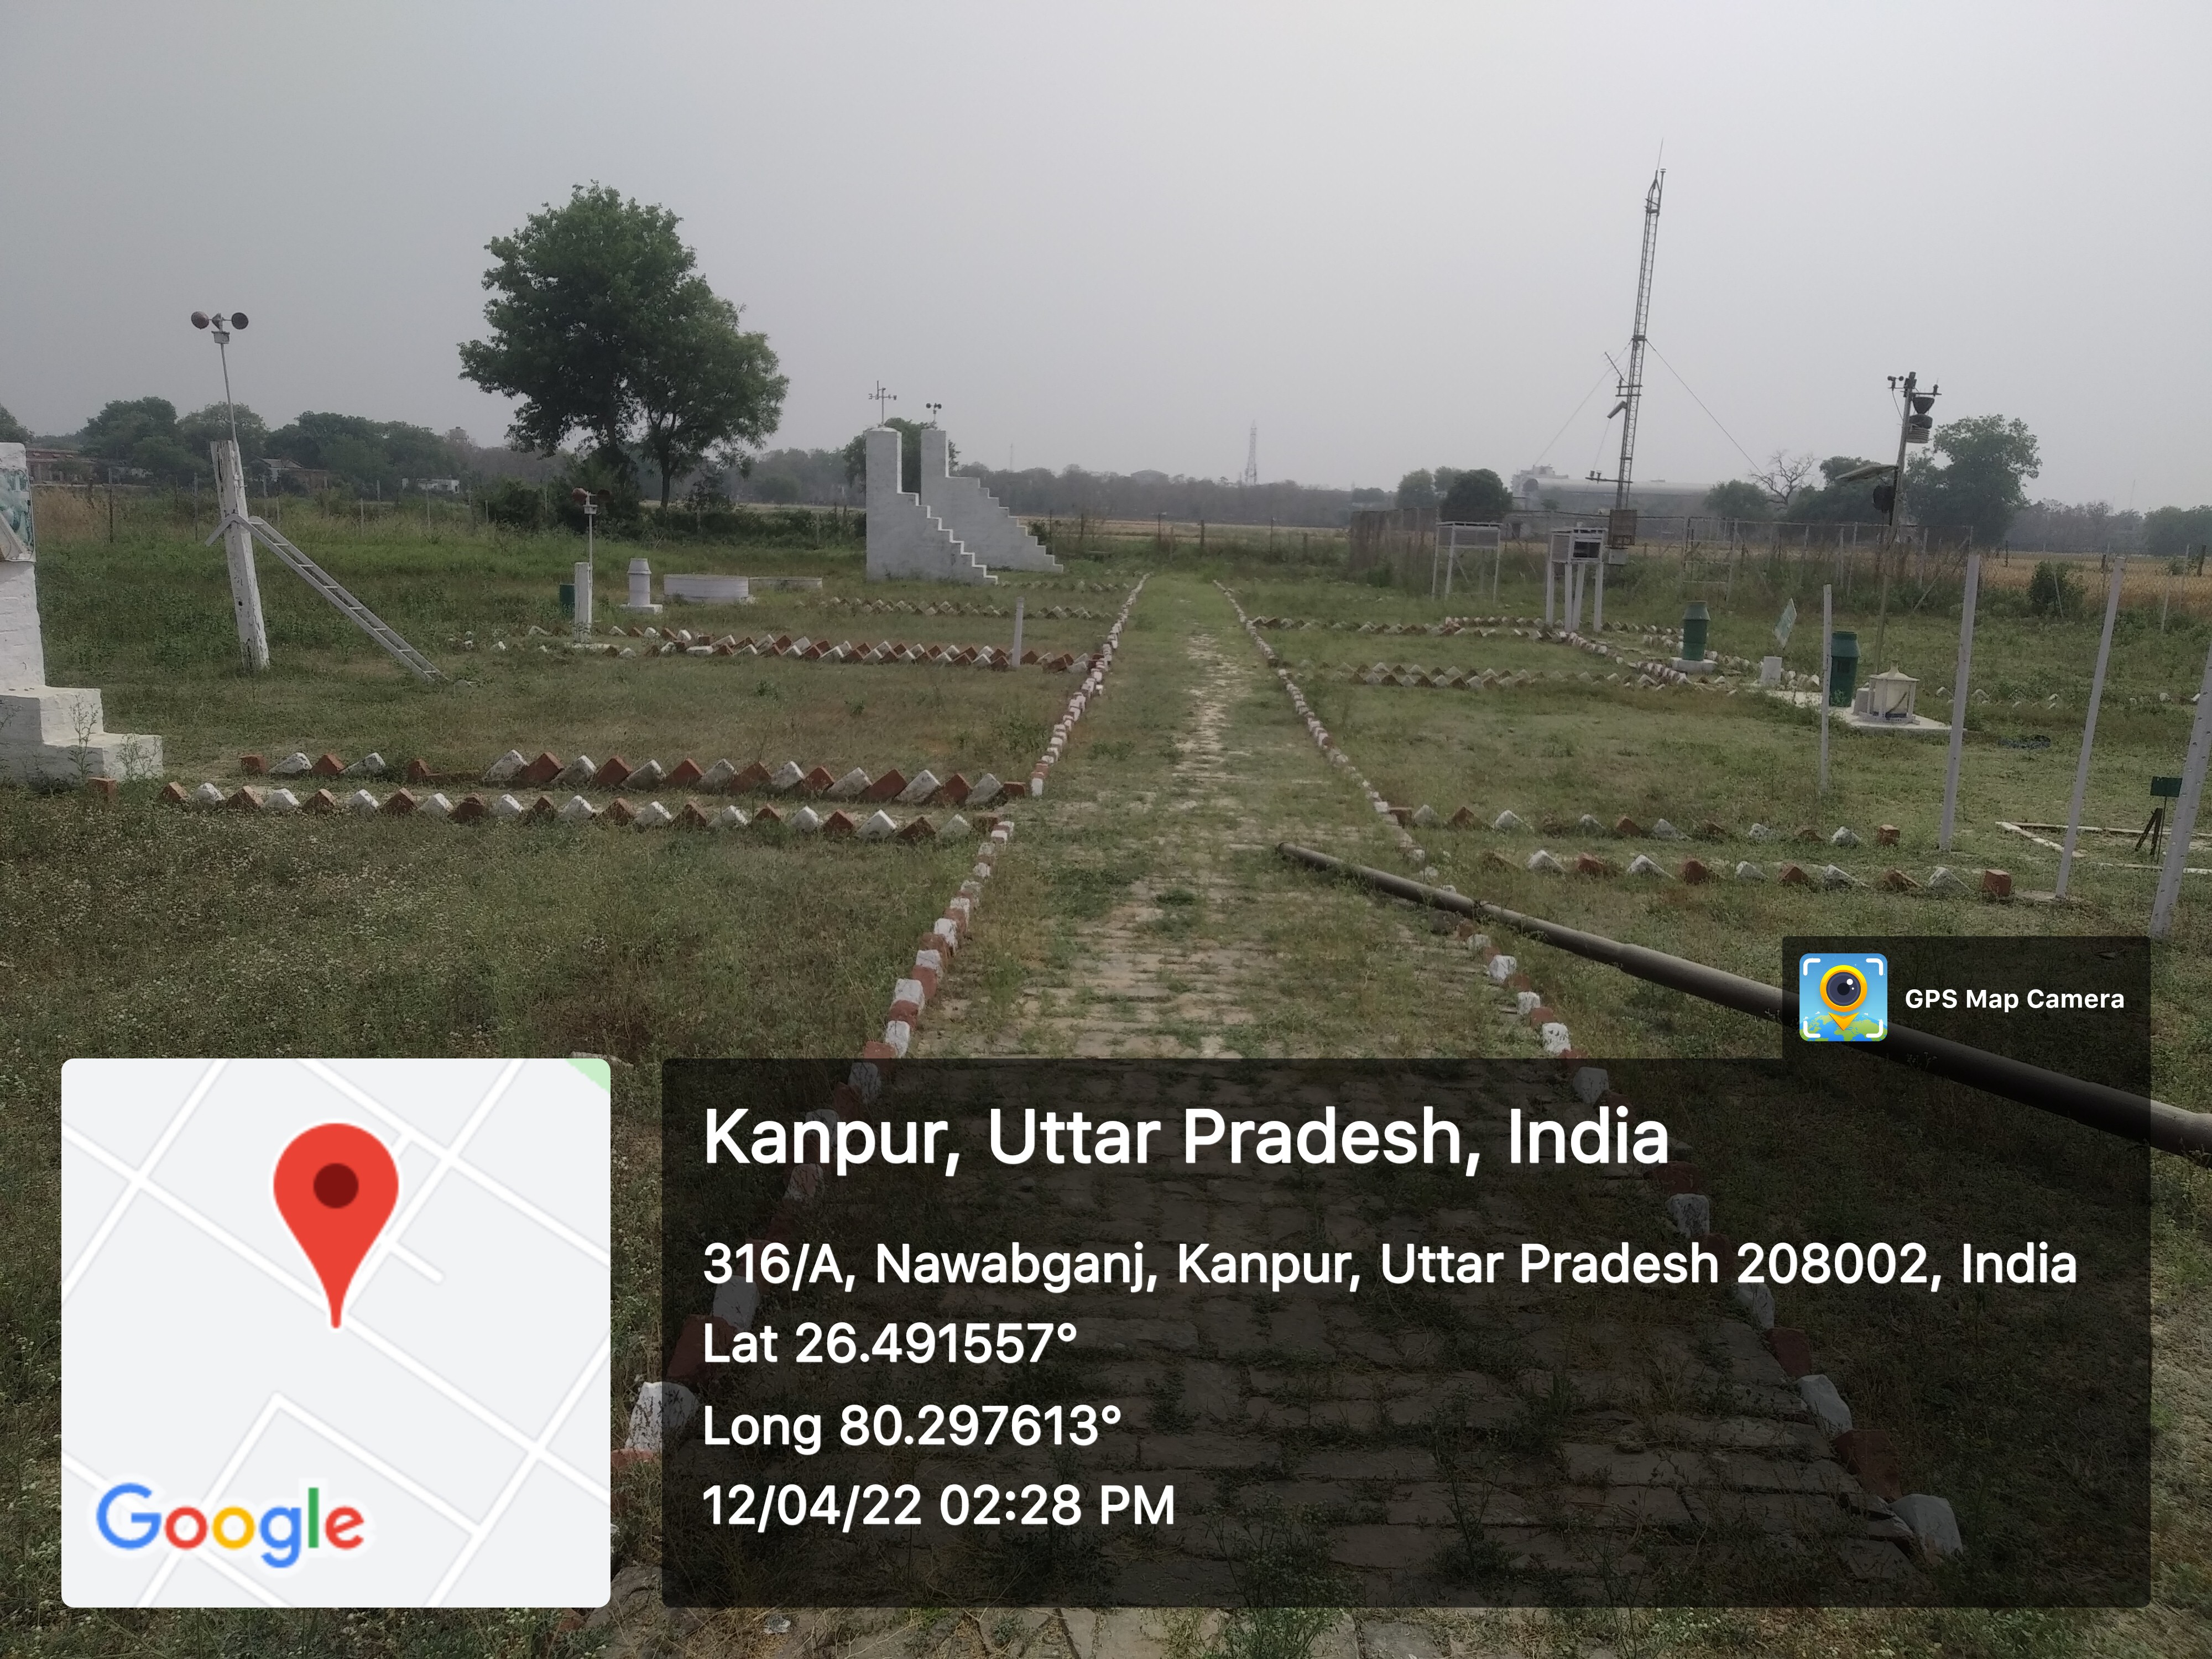 GPS Map Camera
Kanpur, Uttar Pradesh, India
316/A, Nawabganj, Kanpur, Uttar Pradesh 208002, India
Lat 26.491557°
Long 80.297613°
12/04/22 02:28 PM
Google